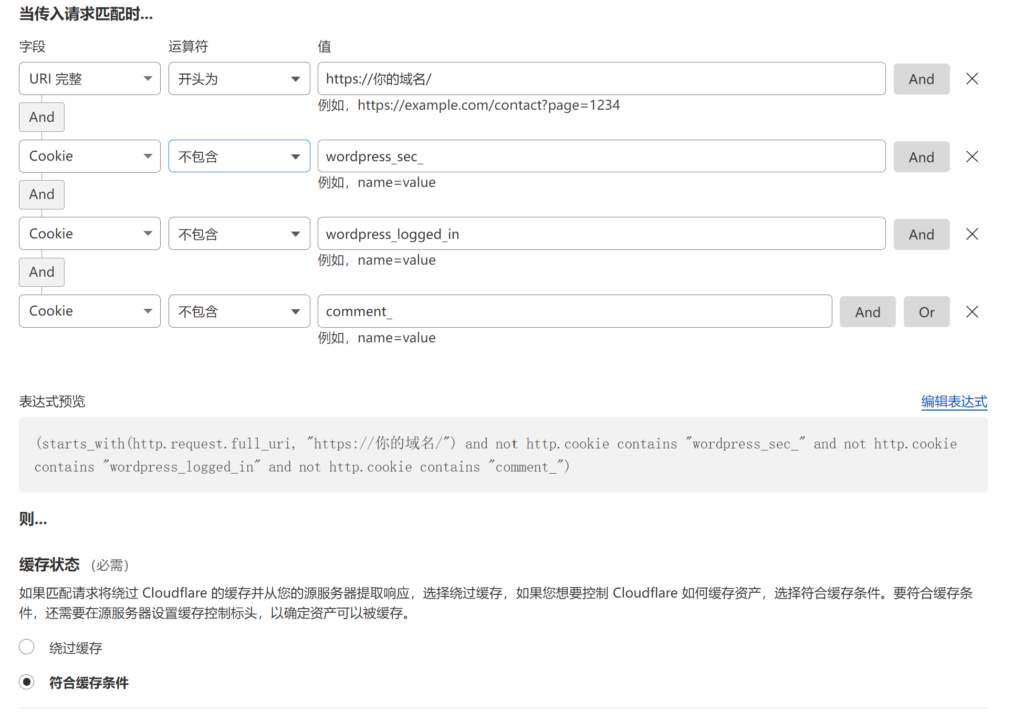 当传入请求匹配时...
字段 运算符 值
URI 完整 开头为 https://你的域名/ And
例如，https://example.com/contact?page=1234
And
Cookie 不包含 wordpress_sec_ And
例如，name=value
And
Cookie 不包含 wordpress_logged_in And
例如，name=value
And
Cookie 不包含 comment_ And Or
例如，name=value
表达式预览 编辑表达式
(starts_with(http.request.full_uri, "https://你的域名/") and not http.cookie contains "wordpress_sec_" and not http.cookie
contains "wordpress_logged_in" and not http.cookie contains "comment_")
则...
缓存状态 （必需）
如果匹配请求将绕过 Cloudflare 的缓存并从您的源服务器提取响应，选择绕过缓存，如果您想要控制 Cloudflare 如何缓存资产，选择符合缓存条件。要符合缓存条
件，还需要在源服务器设置缓存控制标头，以确定资产可以被缓存。
绕过缓存
符合缓存条件